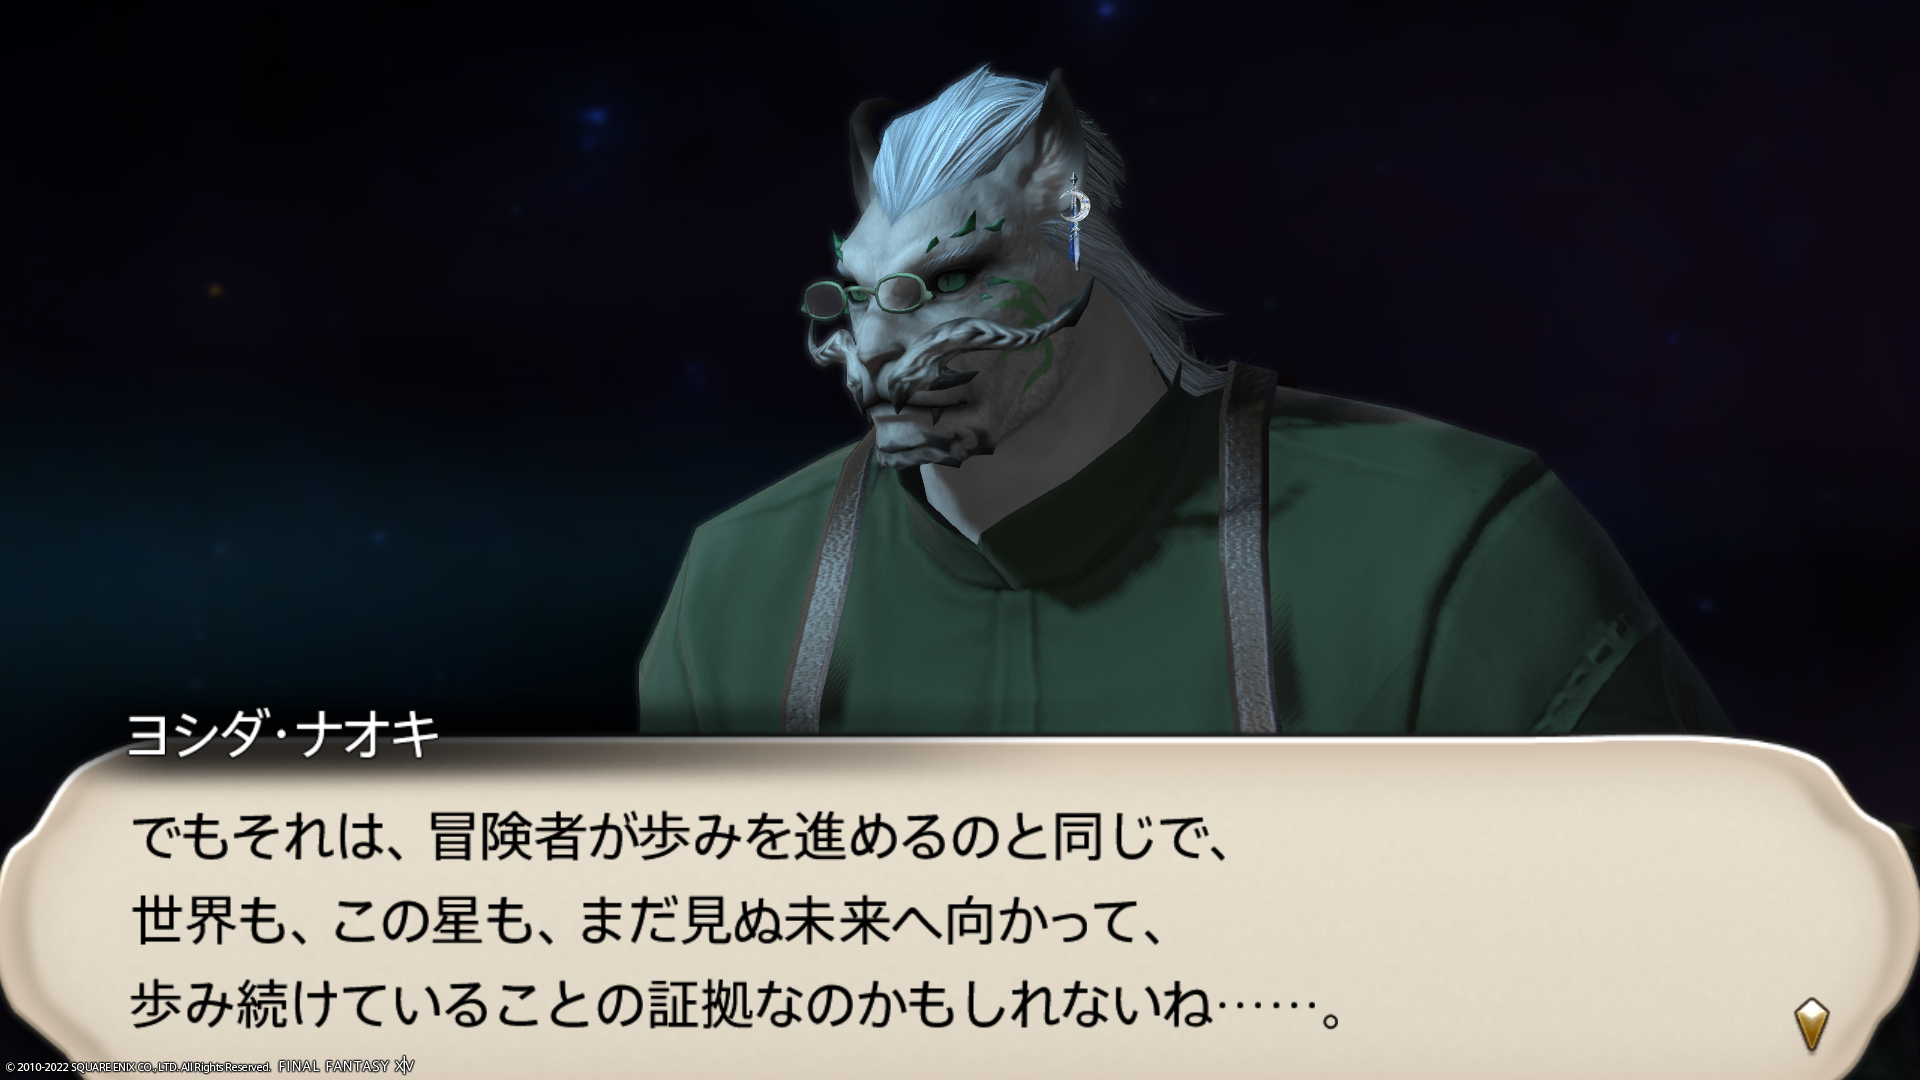 ヨシダ・ナオキ
でもそれは、冒険者が歩みを進めるのと同じで、
世界も、この星も、まだ見ぬ未来へ向かって、
歩み続けていることの証拠なのかもしれないね……。
© 2010-2022 SQUARE ENIX CO., LTD. All Rights Reserved. FINAL FANTASY XIV